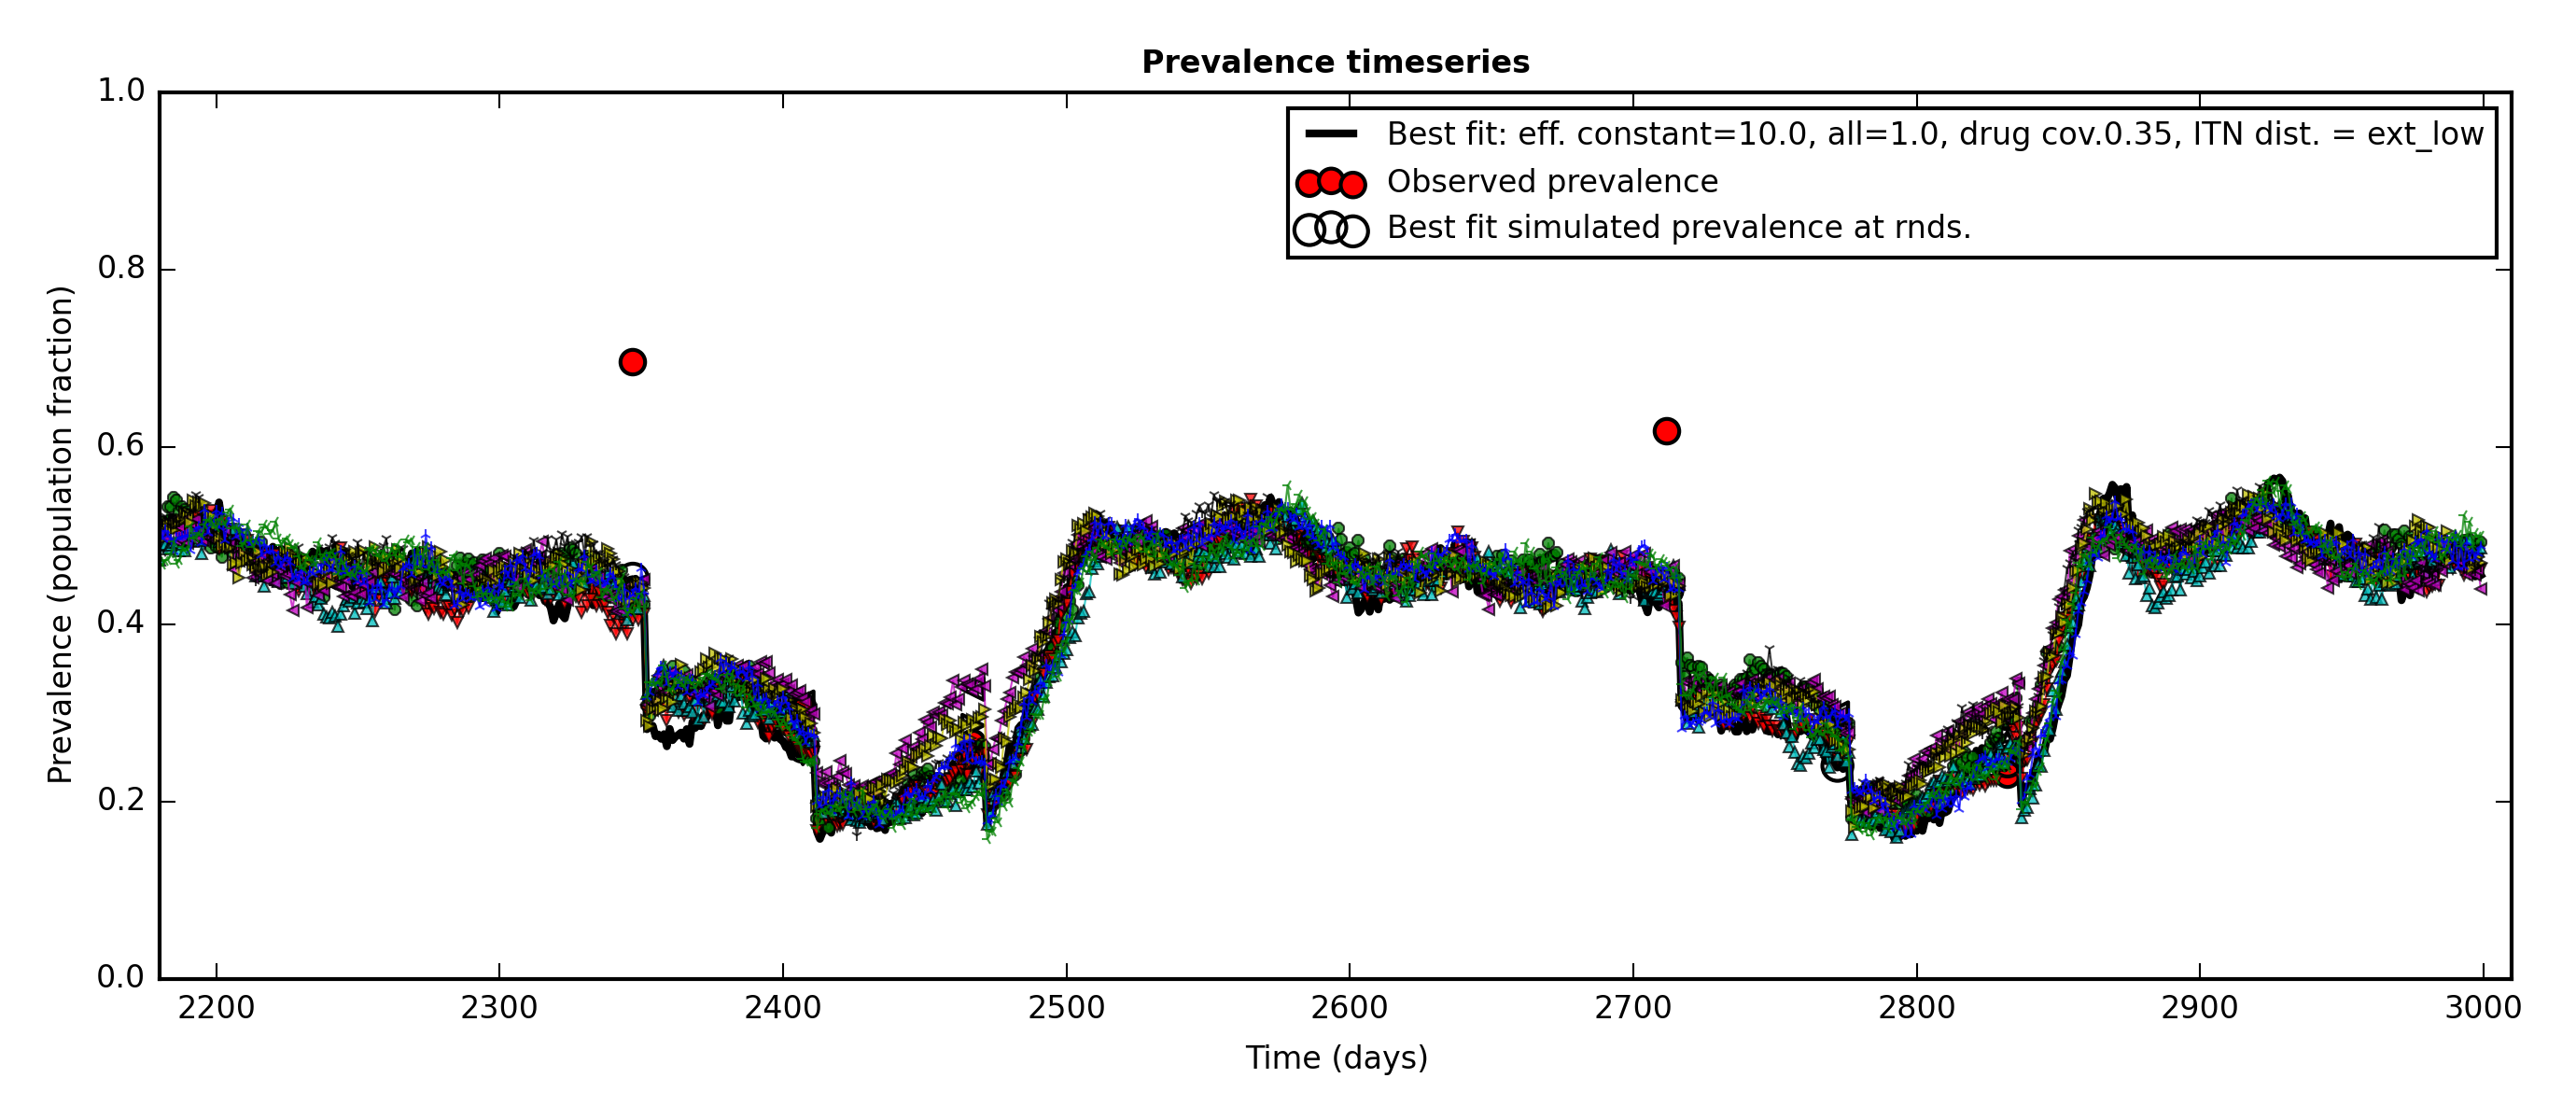 Prevalence timeseries
1.0
0.8
0.6
0.4
0.2
0.0
Prevalence (population fraction)
Best fit: eff. constant=10.0, all=1.0, drug cov.0.35, ITN dist. = ext_low
Observed prevalence
Best fit simulated prevalence at rnds.
2200 2300 2400 2500 2600 2700 2800 2900 3000
Time (days)